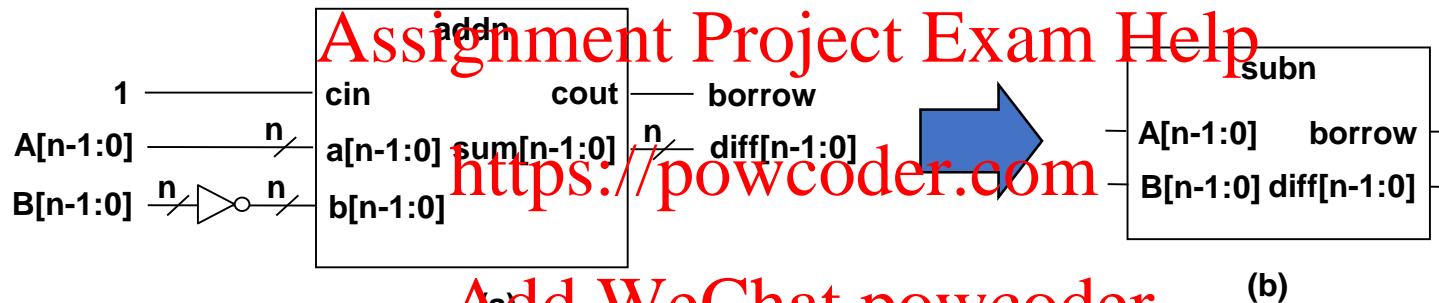 addn
Assignment Project Exam Help
subn
1
cin
cout
borrow
A[n-1:0]
n
a[n-1:0]
sum[n-1:0]
n
diff[n-1:0]
A[n-1:0]
borrow
https://powcoder.com
B[n-1:0]
n
n
b[n-1:0]
B[n-1:0]
diff[n-1:0]
(a)
Add WeChat powcoder
(b)